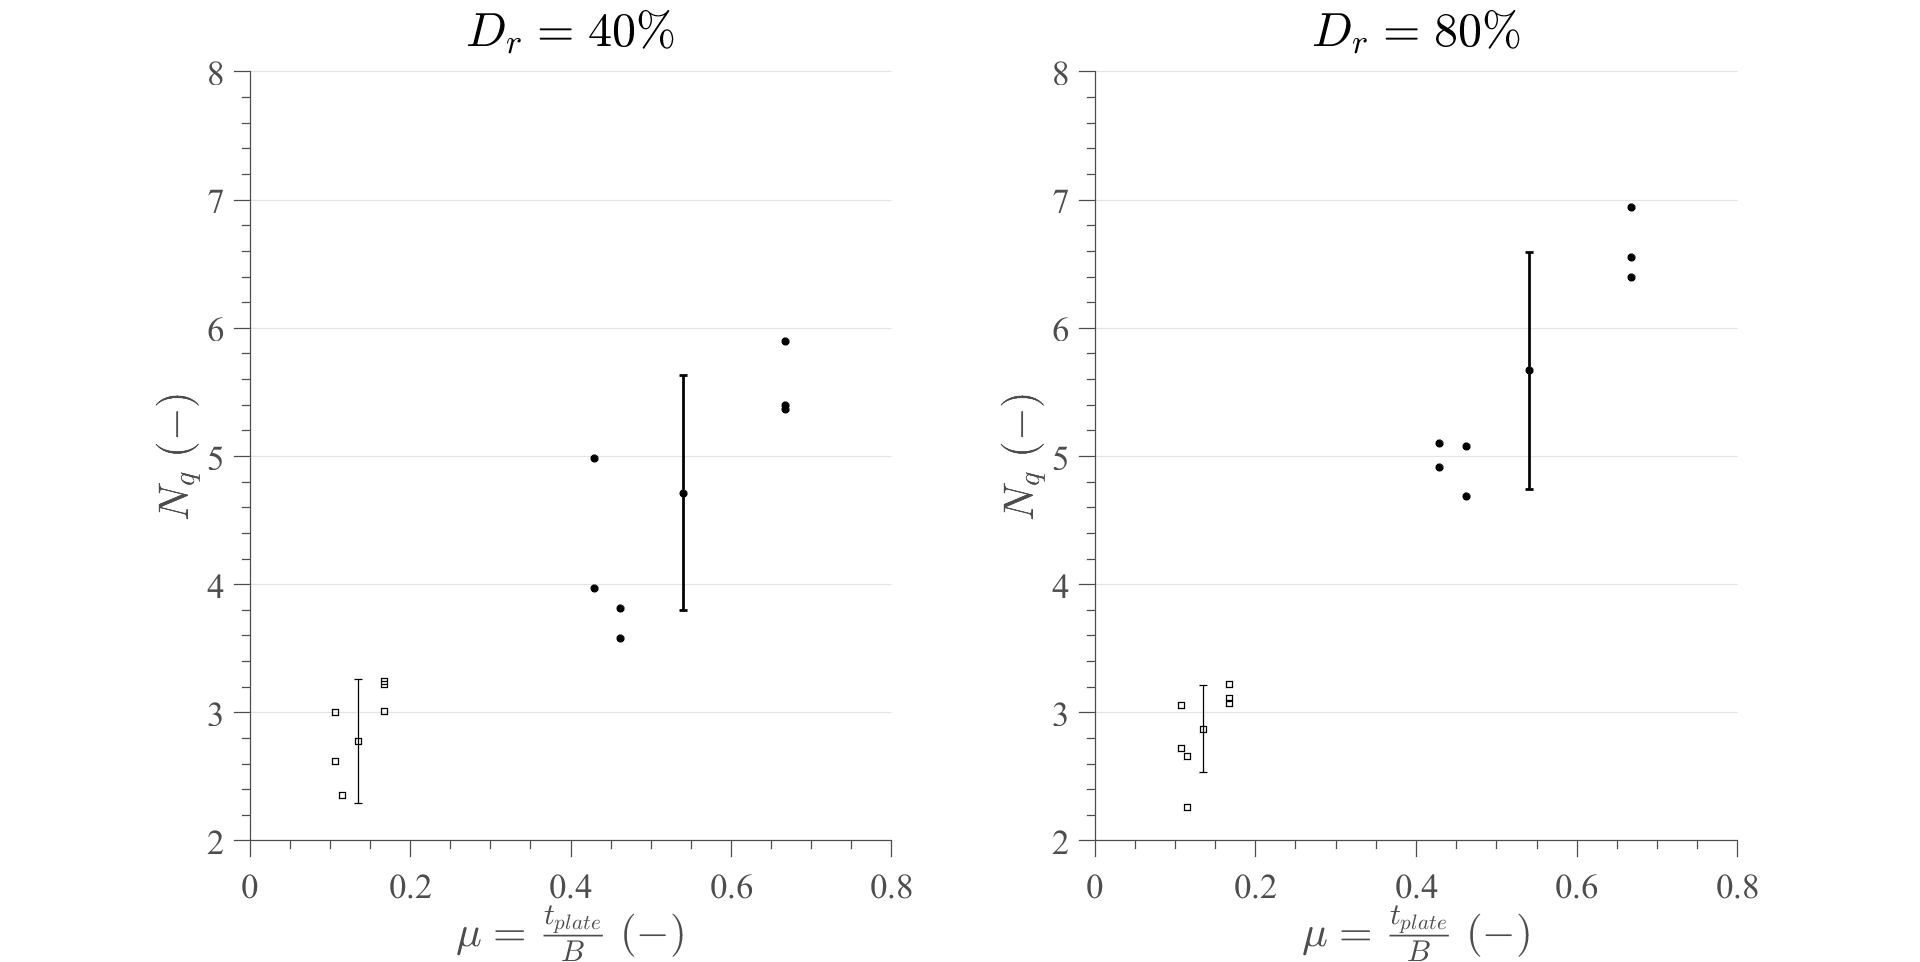 D_r = 40%
8
7
6
5
4
3
2
N_q (−)
0 0.2 0.4 0.6 0.8
μ = t_plate/B (−)
D_r = 80%
8
7
6
5
4
3
2
N_q (−)
0 0.2 0.4 0.6 0.8
μ = t_plate/B (−)